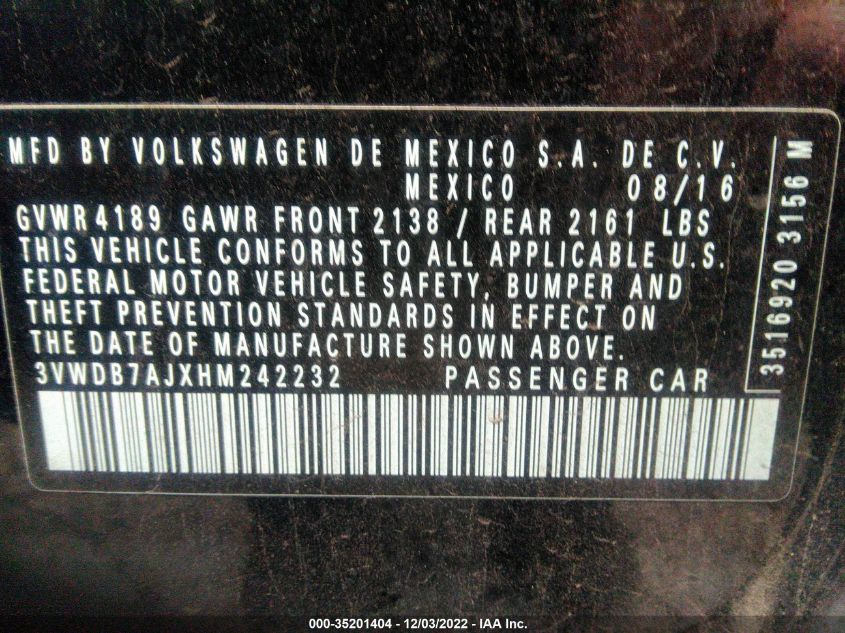 MFD BY VOLKSWAGEN DE MEXICO S.A. DE C.V.
MEXICO 08/16
GVWR 4189 GAWR FRONT 2138 / REAR 2161 LBS
THIS VEHICLE CONFORMS TO ALL APPLICABLE U.S.
FEDERAL MOTOR VEHICLE SAFETY, BUMPER AND
THEFT PREVENTION STANDARDS IN EFFECT ON
THE DATE OF MANUFACTURE SHOWN ABOVE.
3VWDB7AJXHM242232 PASSENGER CAR
3516920 3156 M
000-35201404 - 12/03/2022 - IAA Inc.